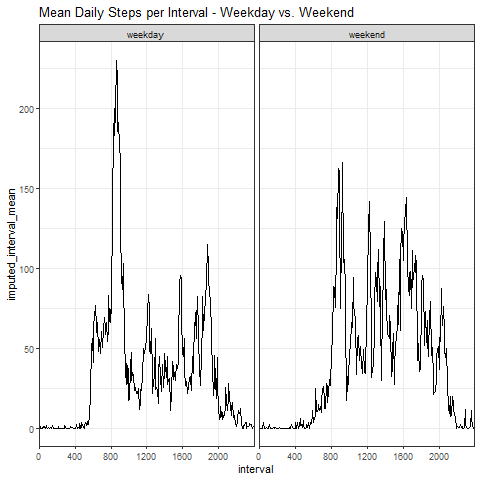 Mean Daily Steps per Interval - Weekday vs. Weekend
weekday
weekend
imputed_interval_mean
200
150
100
50
0
0 400 800 1200 1600 2000
0 400 800 1200 1600 2000
interval